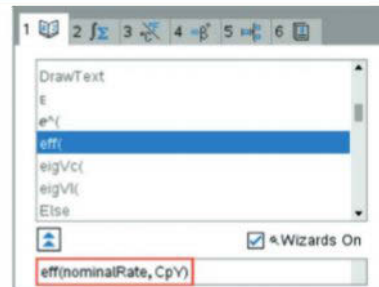 1 2 ∫Σ 3 4 5 6
DrawText
E
e^(
eff(
eigVc(
eigVl(
Else
Wizards On
eff(nominalRate, CpY)